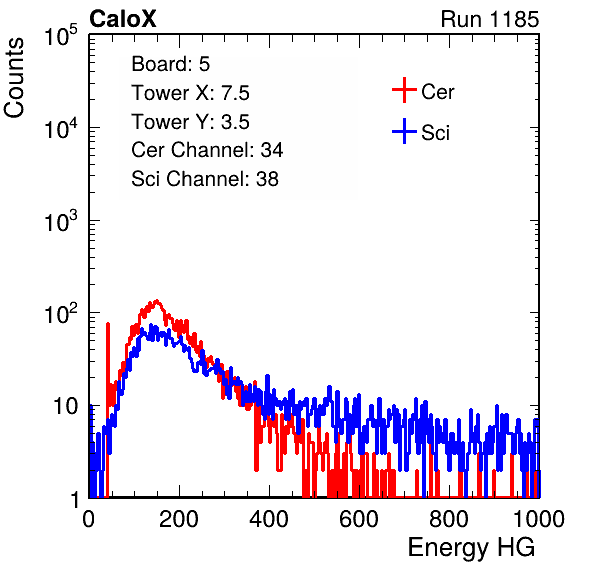 CaloX Run 1185
Counts
Board: 5
Tower X: 7.5
Tower Y: 3.5
Cer Channel: 34
Sci Channel: 38
Cer
Sci
10^5
10^4
10^3
10^2
10
1
0 200 400 600 800 1000
Energy HG